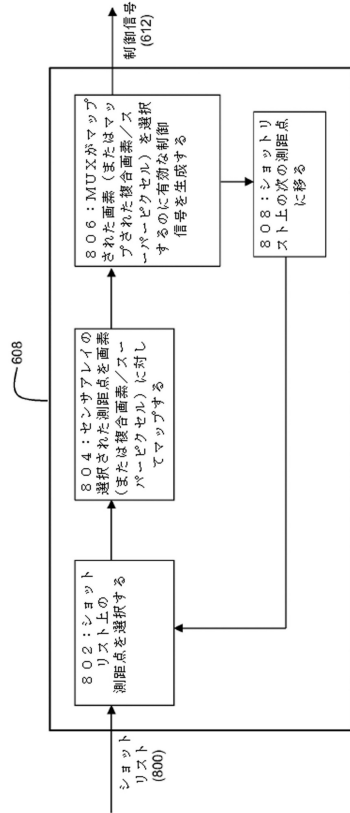 608
ショット
リスト
(800)
802：ショット
リスト上の
測距点を選択する
804：センサアレイの
選択された測距点を画素
(または複合画素／スー
パーピクセル）に対し
てマップする
806：MUXがマップ
された画素（またはマッ
プされた複合画素／ス
ーパーピクセル）を選択
するのに有効な制御
信号を生成する
808：ショットリ
スト上の次の測距点
に移る
制御信号
(612)